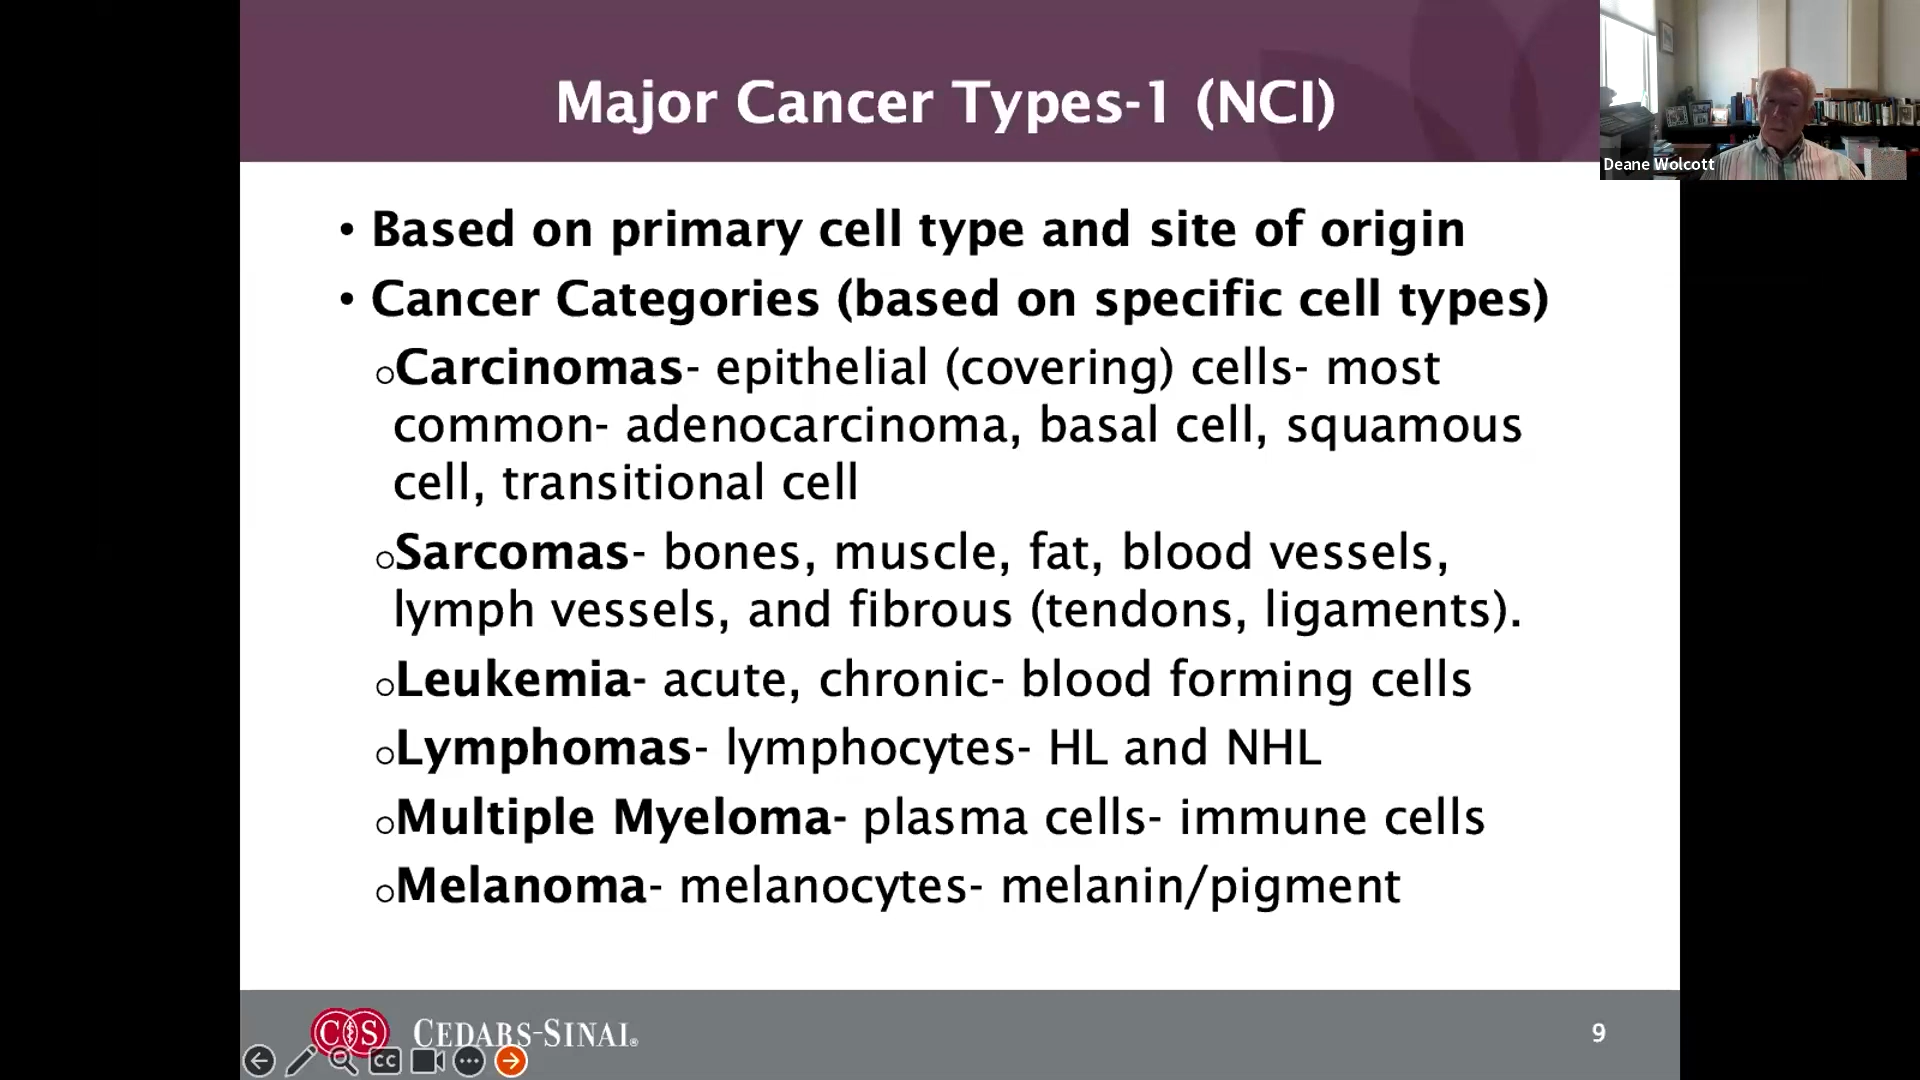 Major Cancer Types-1 (NCI)
Deane Wolcott
• Based on primary cell type and site of origin
• Cancer Categories (based on specific cell types)
○Carcinomas- epithelial (covering) cells- most
common- adenocarcinoma, basal cell, squamous
cell, transitional cell
○Sarcomas- bones, muscle, fat, blood vessels,
lymph vessels, and fibrous (tendons, ligaments).
○Leukemia- acute, chronic- blood forming cells
○Lymphomas- lymphocytes- HL and NHL
○Multiple Myeloma- plasma cells- immune cells
○Melanoma- melanocytes- melanin/pigment
CS CEDARS-SINAI®
9
CC